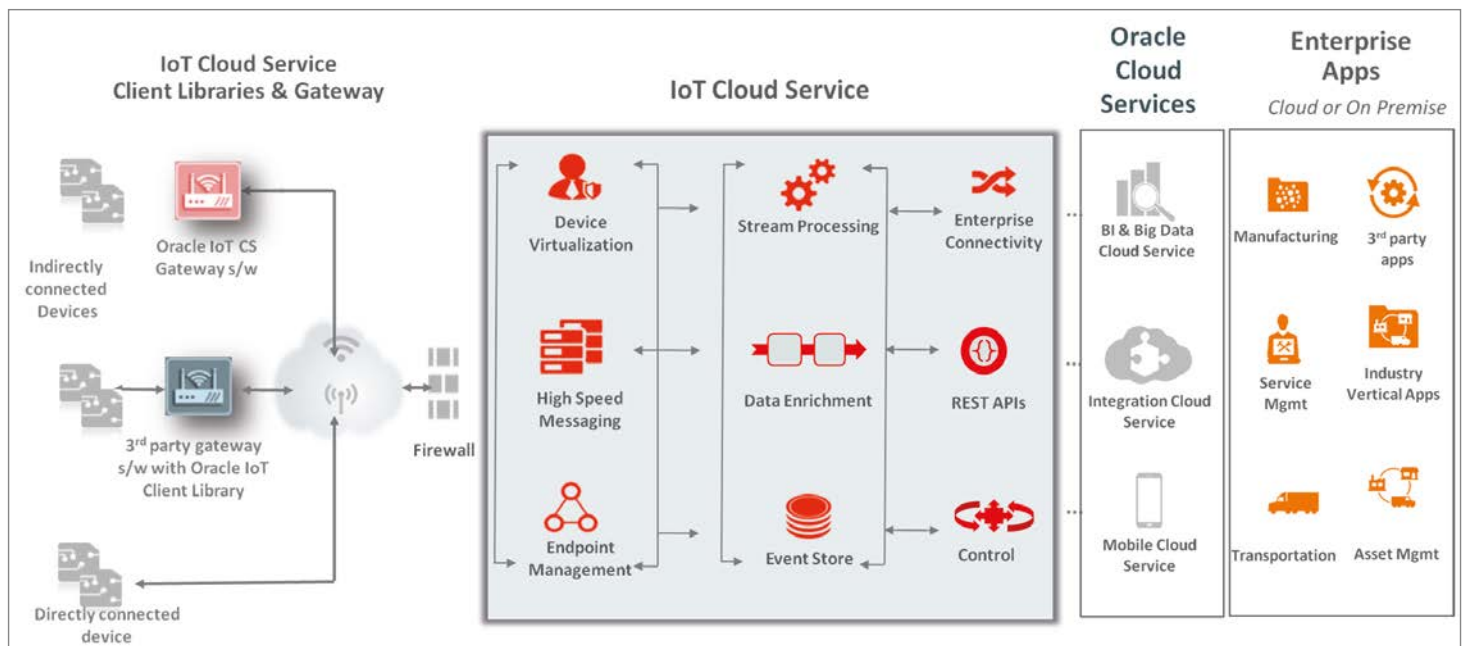 IoT Cloud Service
Client Libraries & Gateway
IoT Cloud Service
Oracle
Cloud
Services
Enterprise
Apps
Cloud or On Premise
Indirectly
connected
Devices
Oracle IoT CS
Gateway s/w
3rd party gateway
s/w with Oracle IoT
Client Library
Directly connected
device
Firewall
Device
Virtualization
Stream Processing
Enterprise
Connectivity
High Speed
Messaging
Data Enrichment
{}
REST APIs
Endpoint
Management
Event Store
Control
BI & Big Data
Cloud Service
Integration Cloud
Service
Mobile Cloud
Service
Manufacturing
3rd party
apps
Service
Mgmt
Industry
Vertical Apps
Transportation
Asset Mgmt